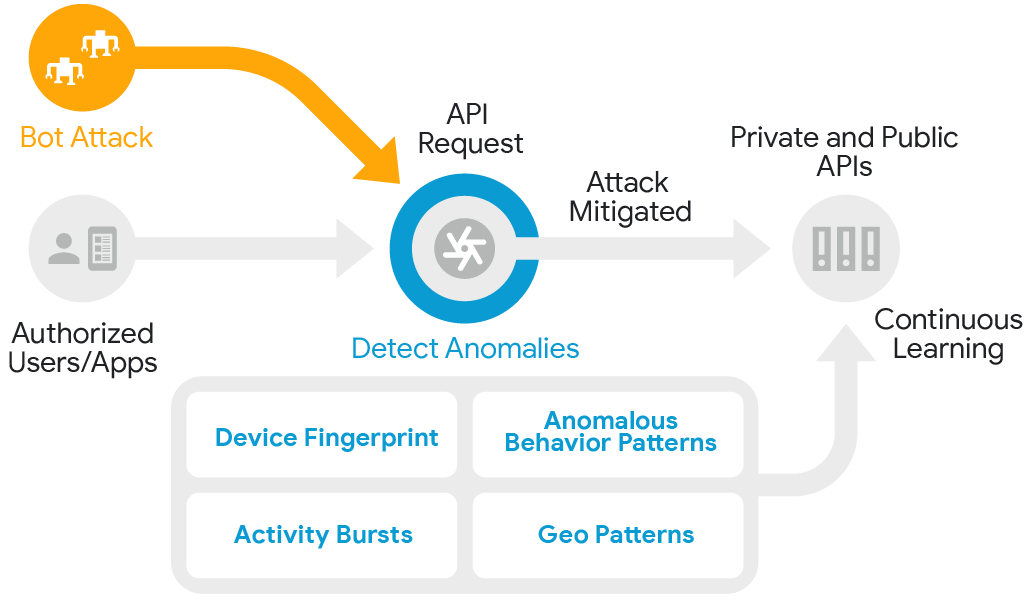 Bot Attack
API
Request
Private and Public
APIs
Attack
Mitigated
Authorized
Users/Apps
Detect Anomalies
Continuous
Learning
Device Fingerprint
Anomalous
Behavior Patterns
Activity Bursts
Geo Patterns